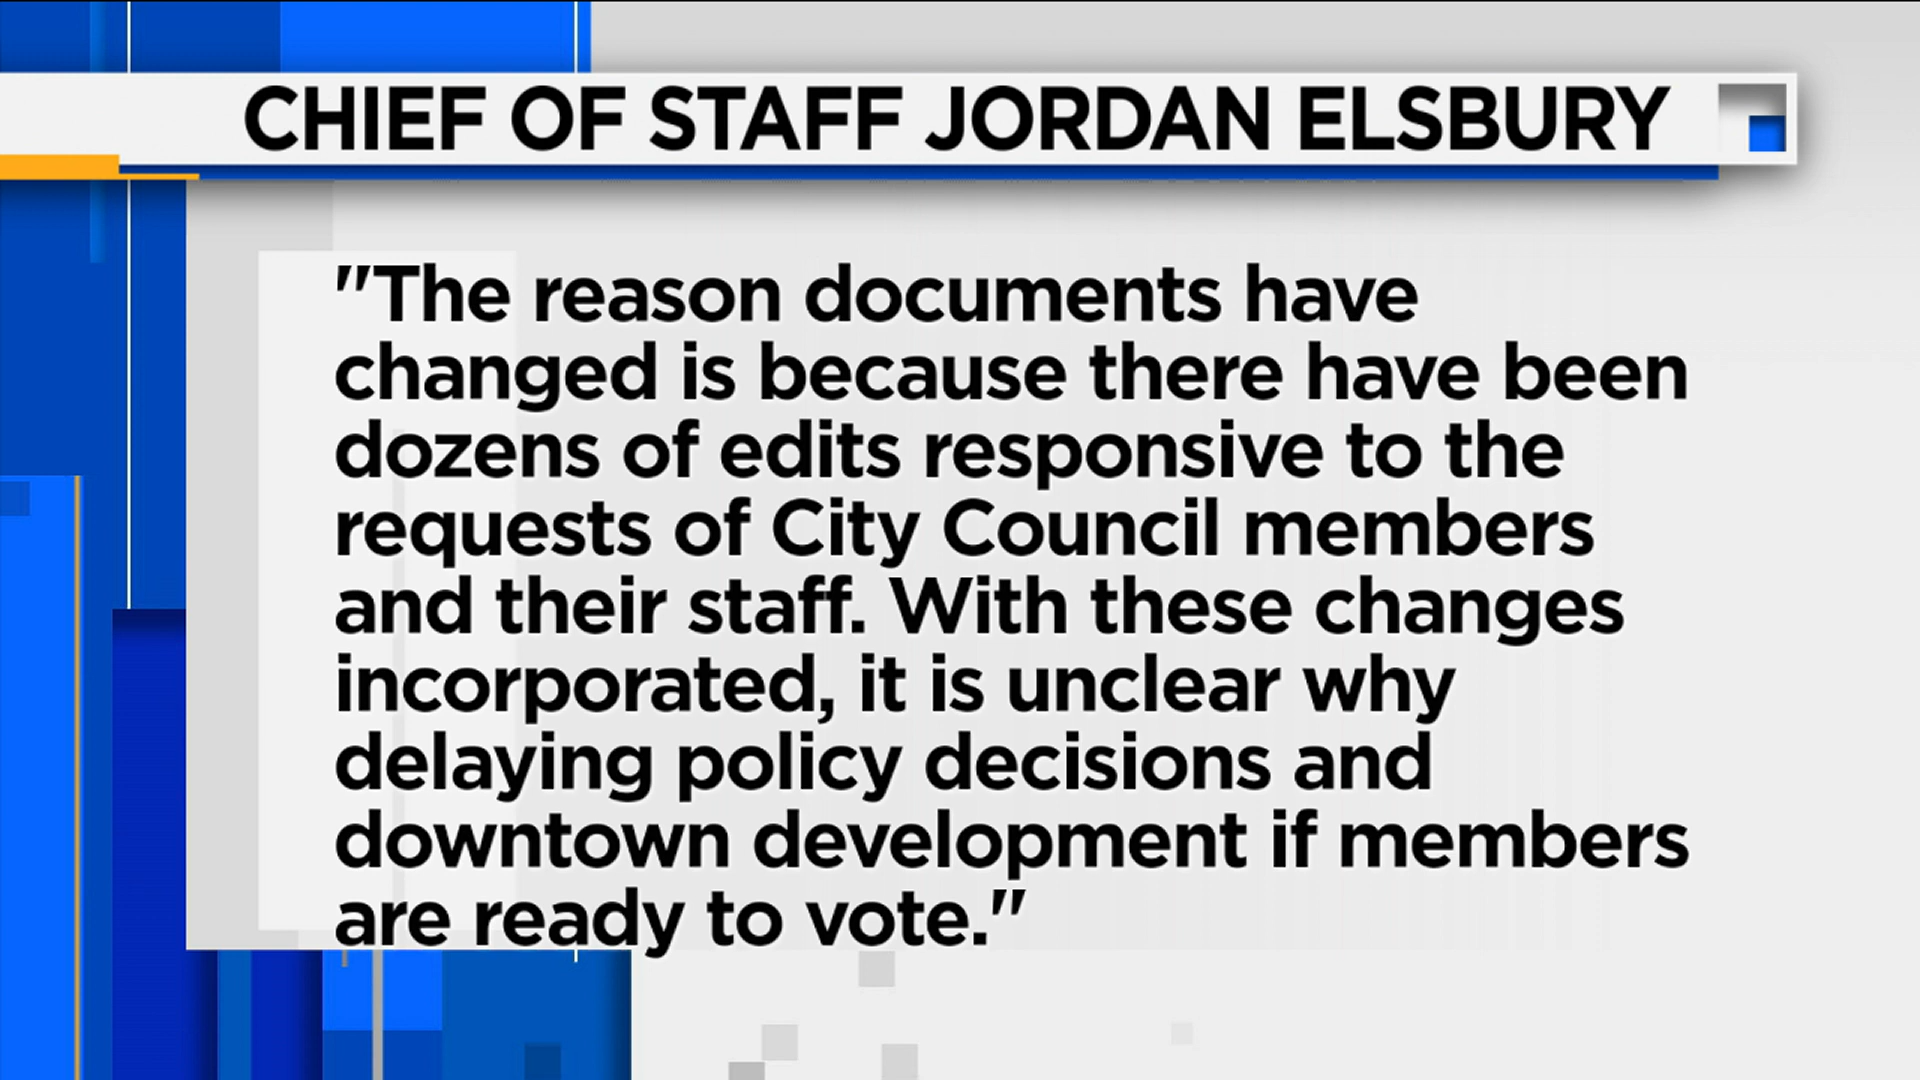 CHIEF OF STAFF JORDAN ELSBURY
"The reason documents have
changed is because there have been
dozens of edits responsive to the
requests of City Council members
and their staff. With these changes
incorporated, it is unclear why
delaying policy decisions and
downtown development if members
are ready to vote."